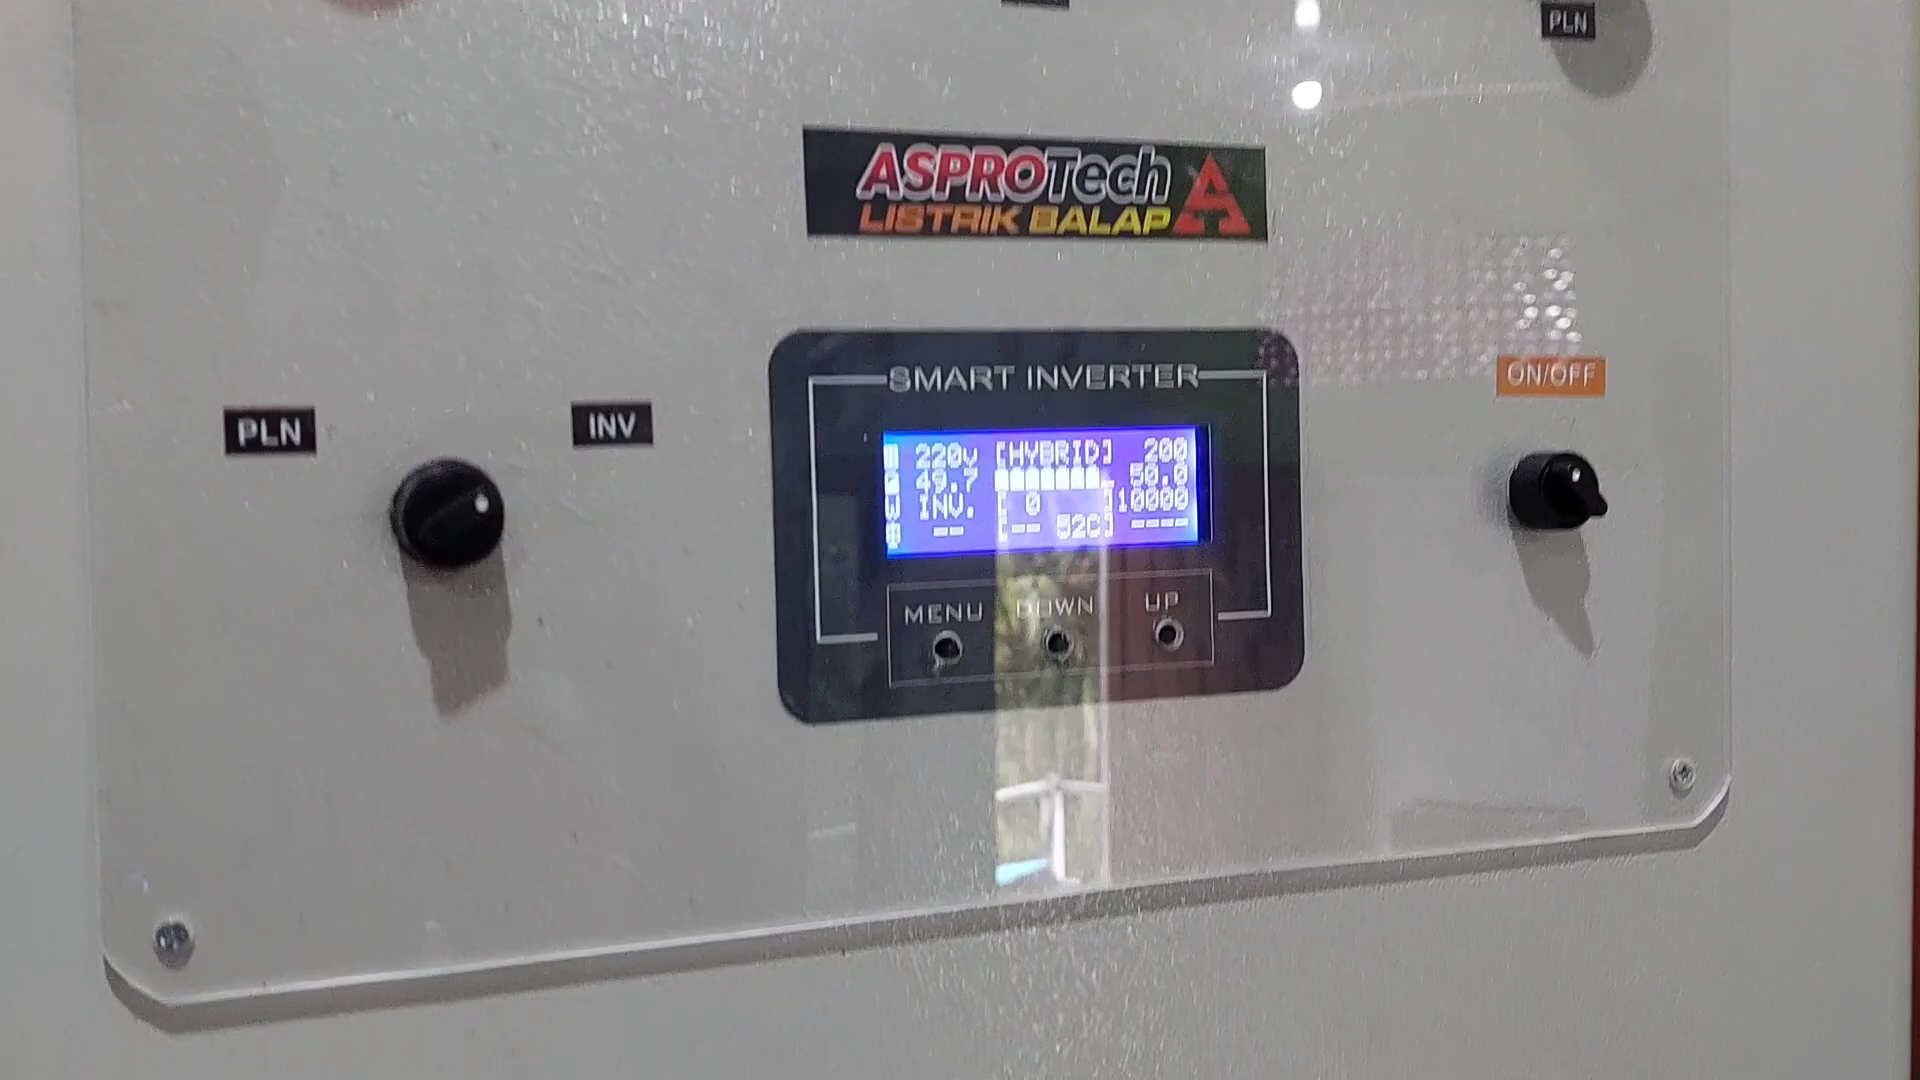 PLN
ASPROTech
LISTRIK BALAP
SMART INVERTER
ON/OFF
PLN
INV
220v [HYBRID] 200
49.7 50.0
INV. [ 0 ]10000
-- [-- 52C] ----
MENU DOWN UP